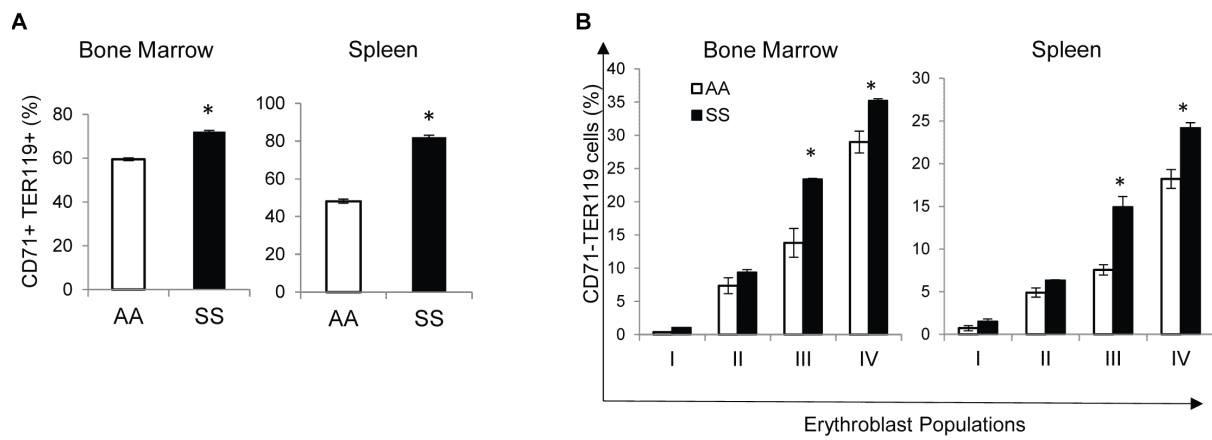 A
Bone Marrow
Spleen
CD71+ TER119+ (%)
80
60
40
20
0
*
AA
SS
100
80
60
40
20
0
*
AA
SS
B
Bone Marrow
Spleen
CD71-TER119 cells (%)
40
35
30
25
20
15
10
5
0
AA
SS
*
*
I
II
III
IV
30
25
20
15
10
5
0
*
*
I
II
III
IV
Erythroblast Populations